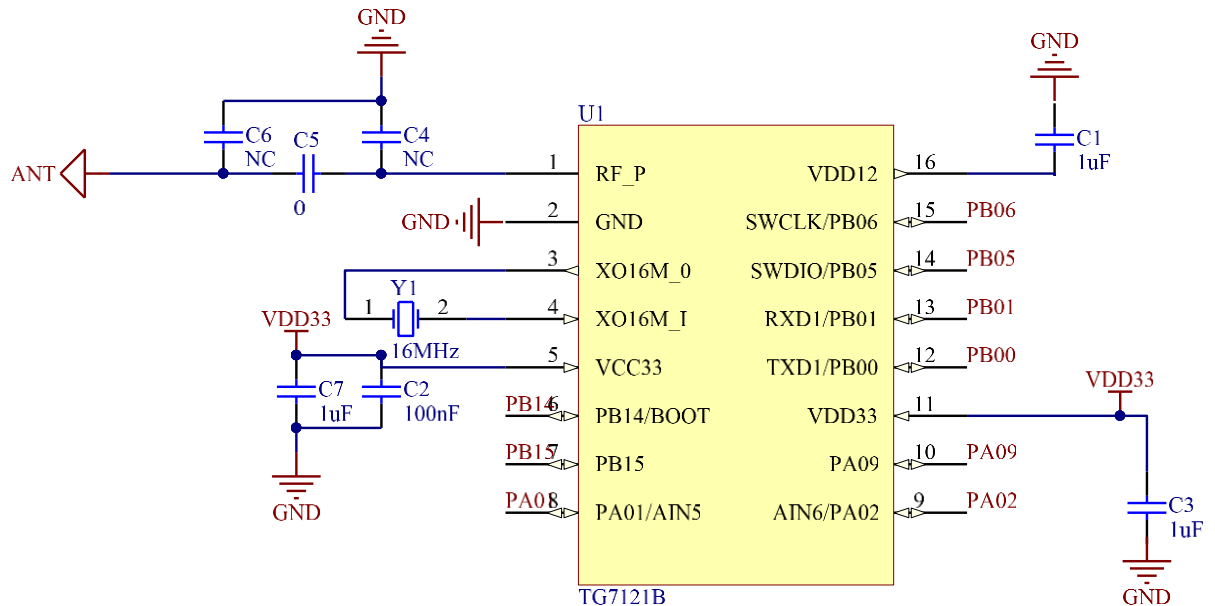 GND
GND
U1
C6
C5
C4
C1
NC
NC
1uF
ANT
0
1
RF_P
VDD12
16
GND
2
GND
SWCLK/PB06
15
PB06
3
XO16M_0
SWDIO/PB05
14
PB05
Y1
1
2
4
XO16M_I
RXD1/PB01
13
PB01
VDD33
16MHz
5
VCC33
TXD1/PB00
12
PB00
C7
C2
1uF
100nF
VDD33
PB14
6
PB14/BOOT
VDD33
11
PB15
7
PB15
PA09
10
PA09
PA01
8
PA01/AIN5
AIN6/PA02
9
PA02
GND
C3
1uF
TG7121B
GND